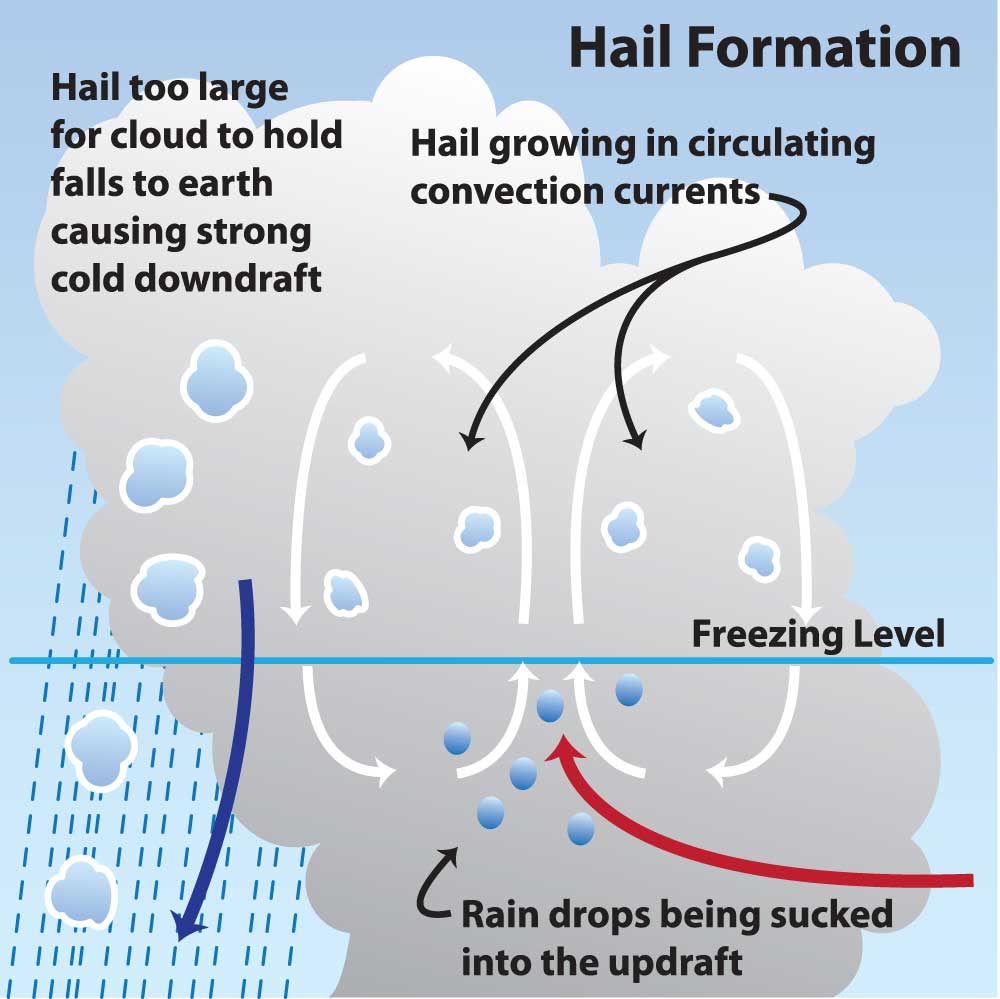 Hail Formation
Hail too large
for cloud to hold
falls to earth
causing strong
cold downdraft
Hail growing in circulating
convection currents
Freezing Level
Rain drops being sucked
into the updraft